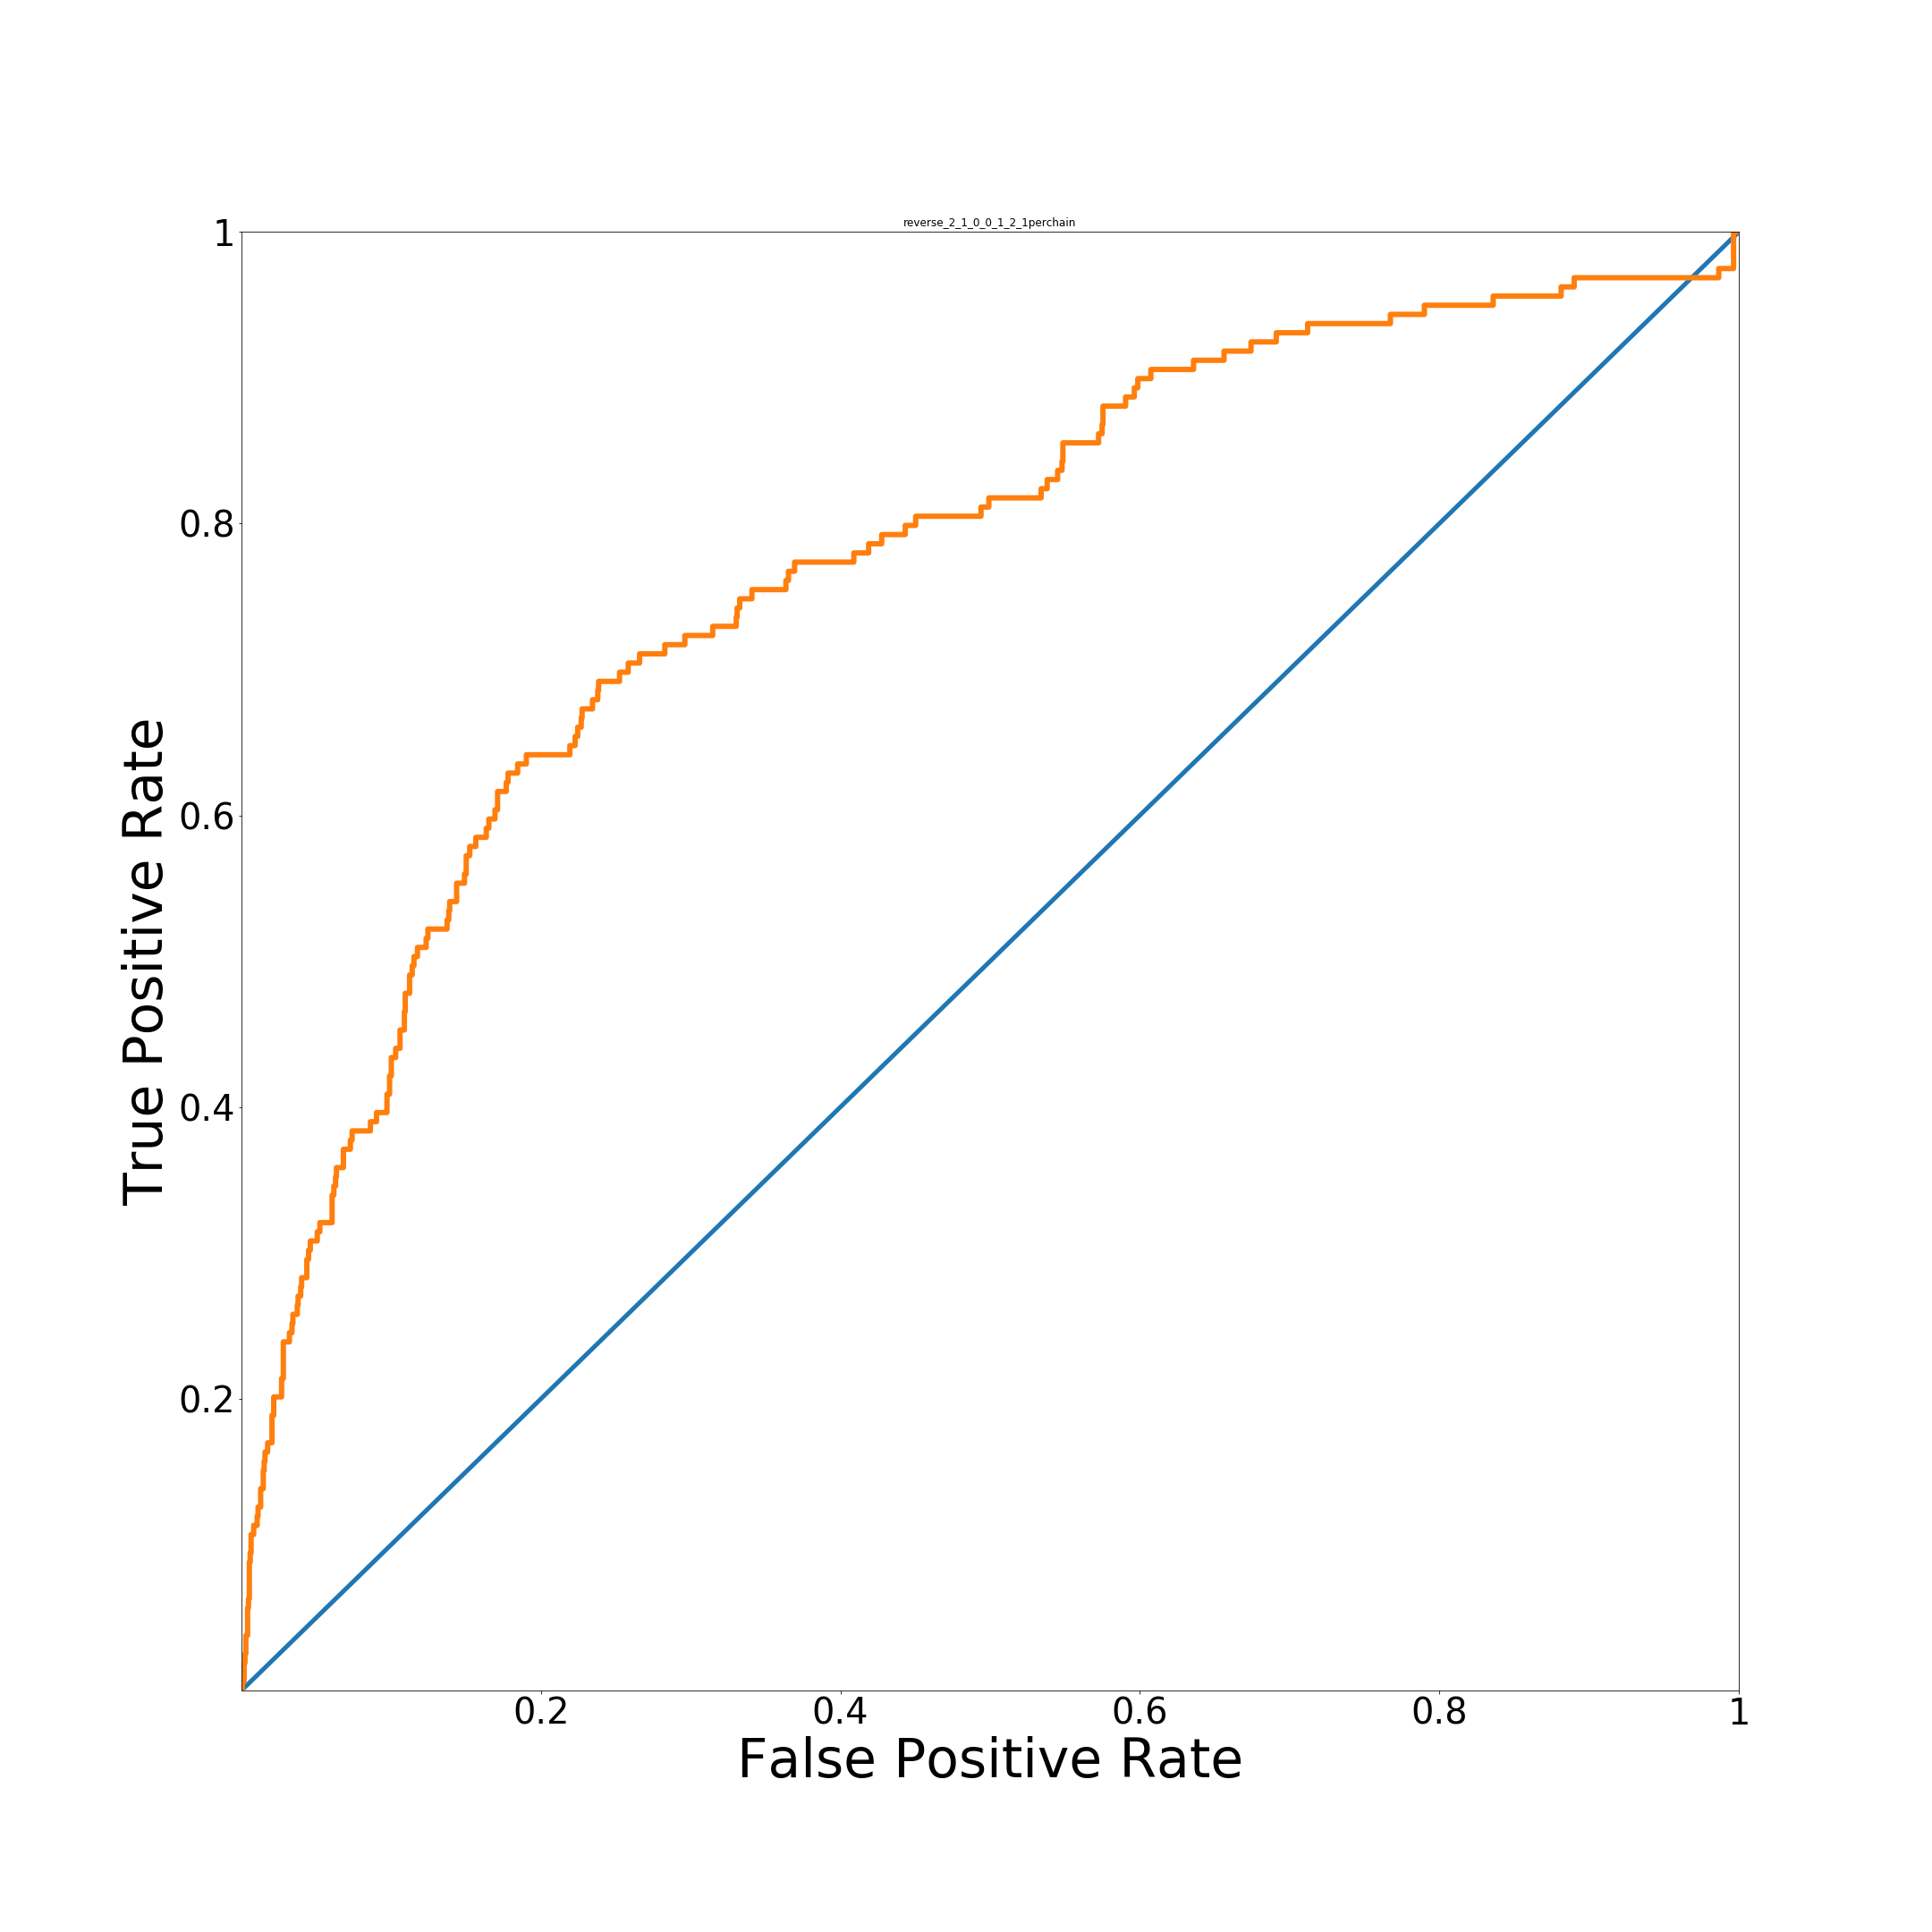 reverse_2_1_0_0_1_2_1perchain
1
0.8
0.6
0.4
0.2
True Positive Rate
0.2 0.4 0.6 0.8 1
False Positive Rate